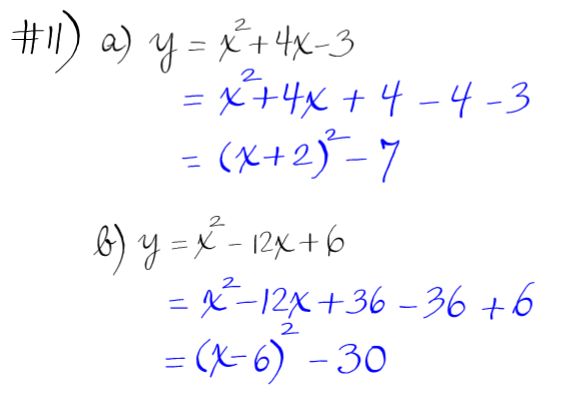 #11) a) y = x²+4x-3
= x²+4x + 4 - 4 - 3
= (x+2)² - 7
b) y = x² - 12x + 6
= x² - 12x + 36 - 36 + 6
= (x-6)² - 30